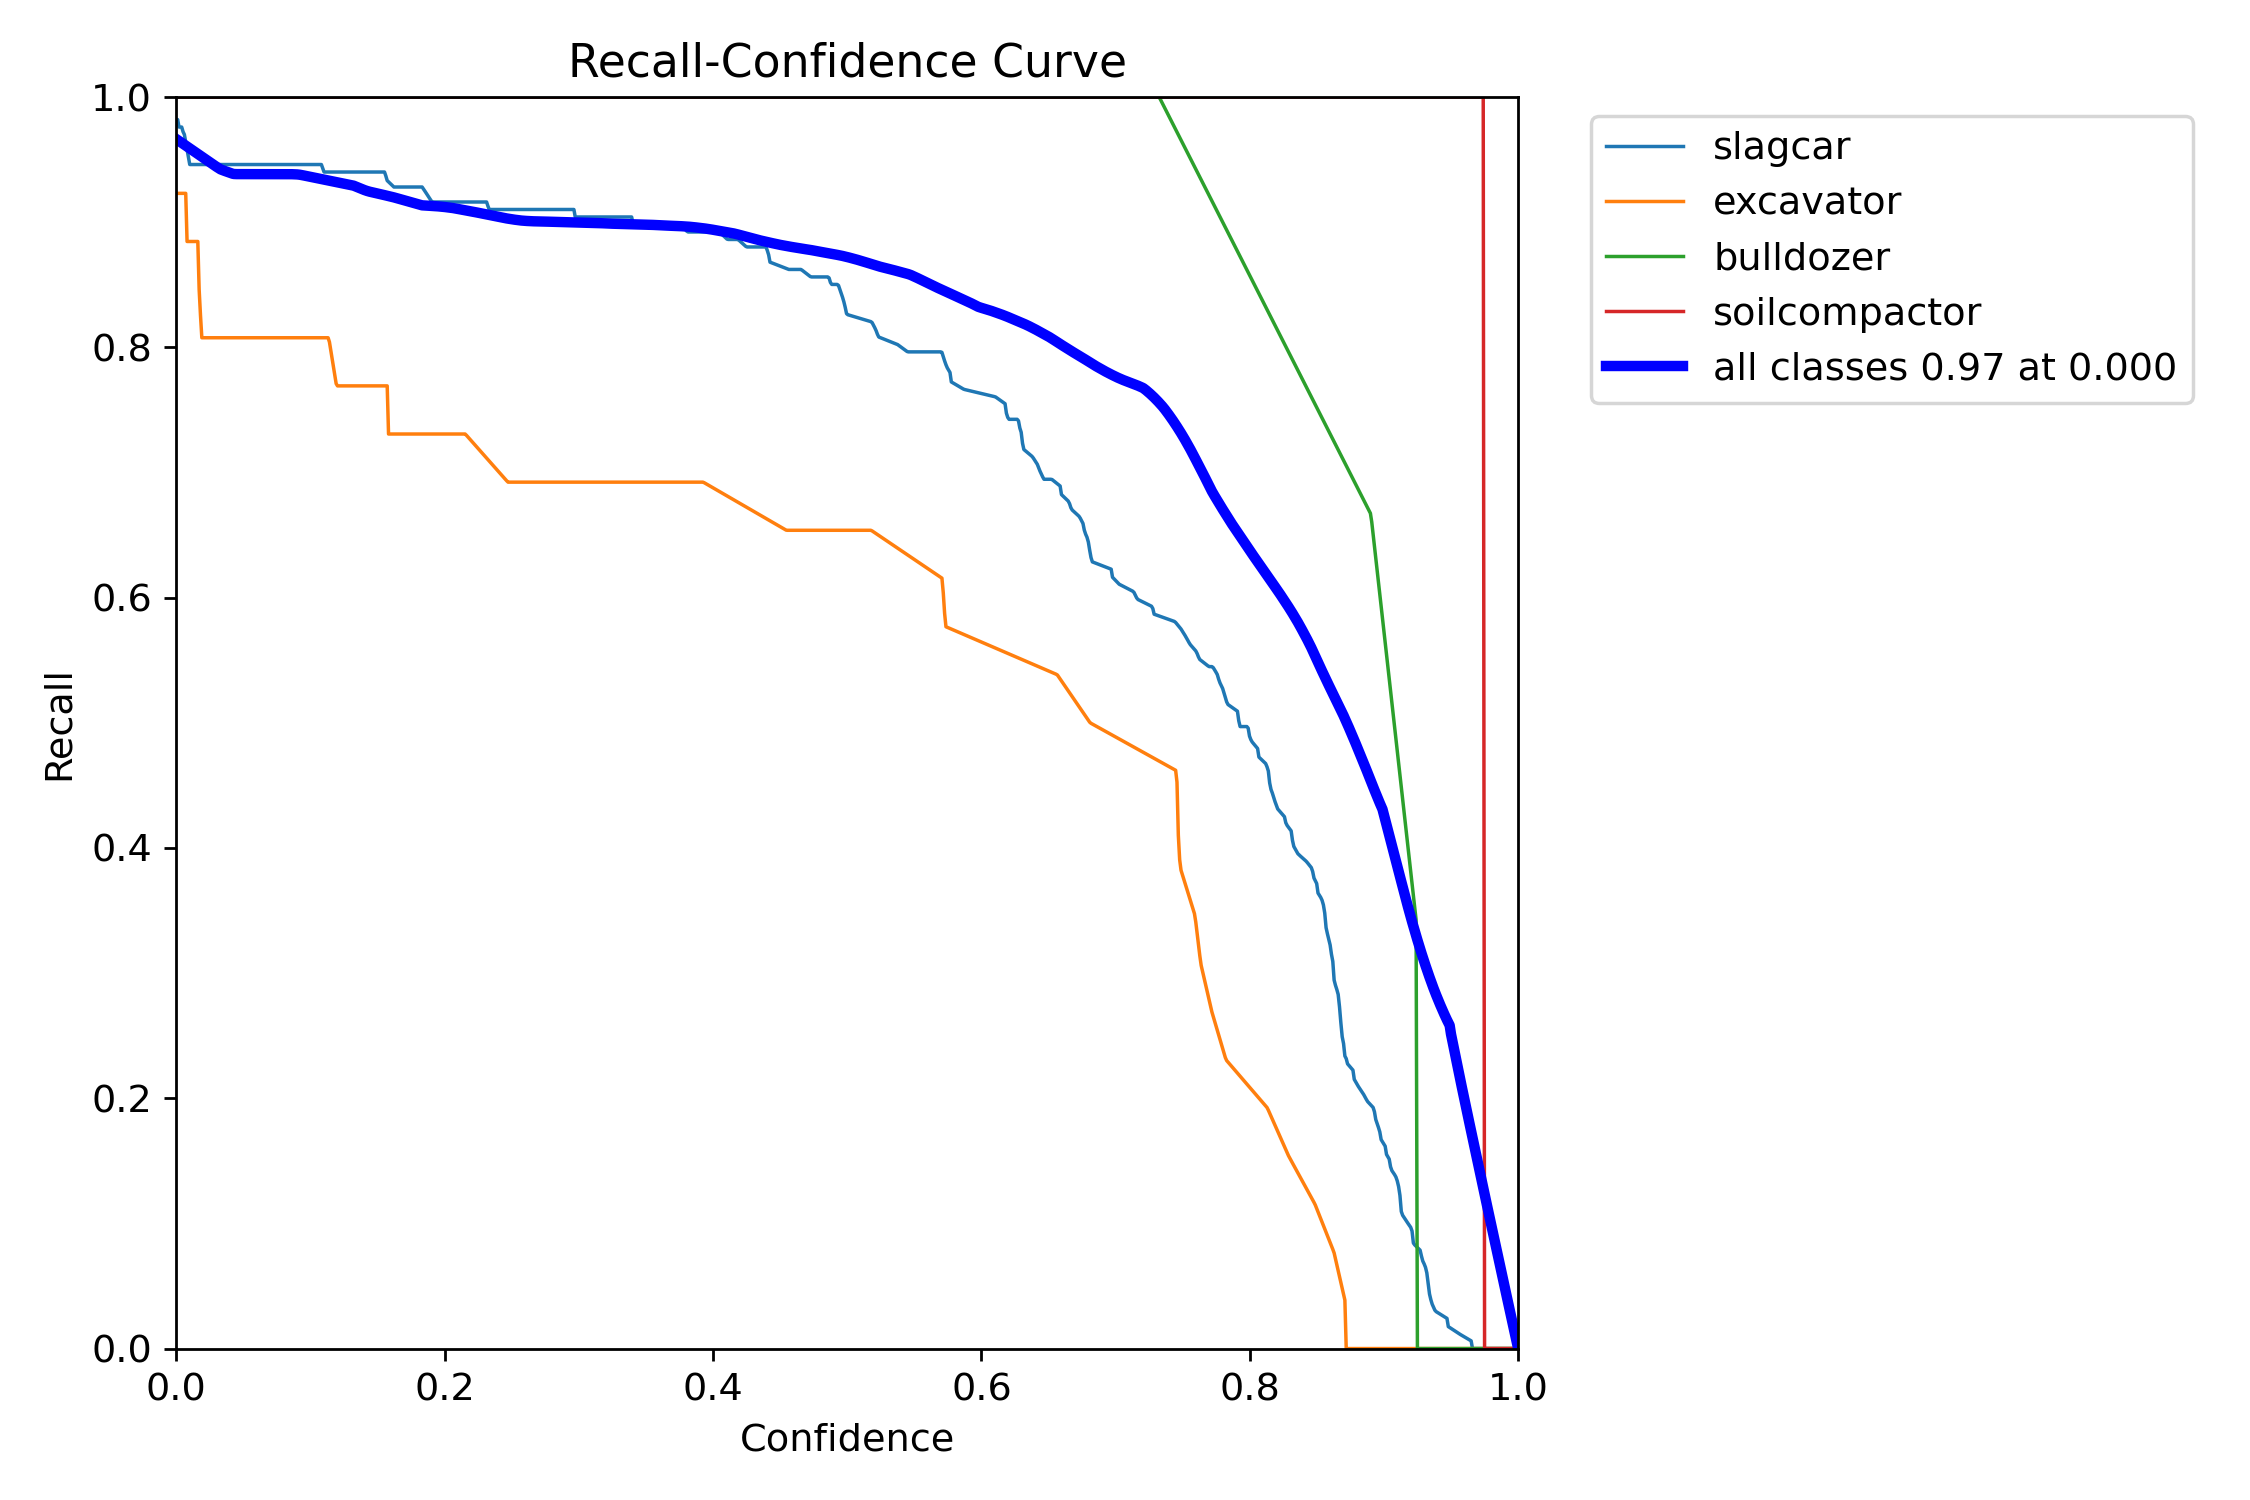 Recall-Confidence Curve
1.0
0.8
0.6
0.4
0.2
0.0
Recall
0.0 0.2 0.4 0.6 0.8 1.0
Confidence
slagcar
excavator
bulldozer
soilcompactor
all classes 0.97 at 0.000